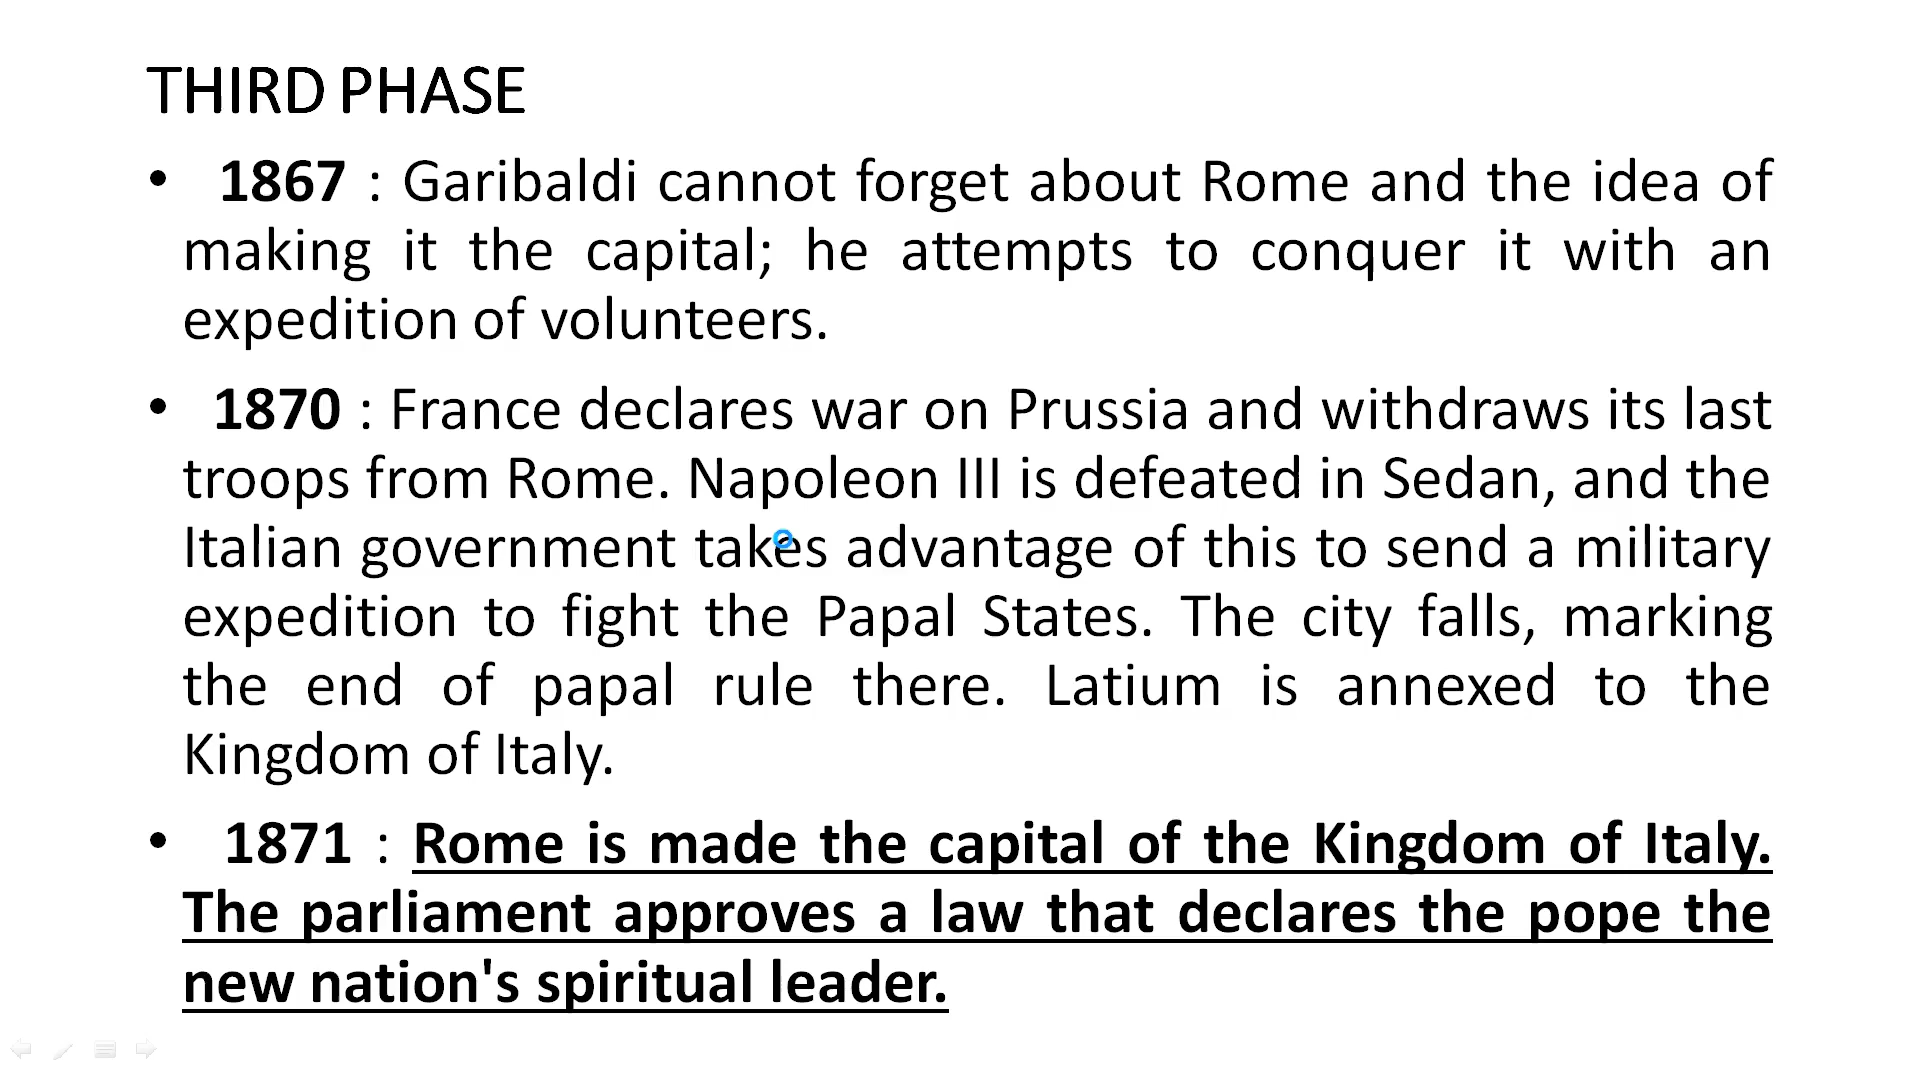 THIRD PHASE
• 1867 : Garibaldi cannot forget about Rome and the idea of
making it the capital; he attempts to conquer it with an
expedition of volunteers.
• 1870 : France declares war on Prussia and withdraws its last
troops from Rome. Napoleon III is defeated in Sedan, and the
Italian government takes advantage of this to send a military
expedition to fight the Papal States. The city falls, marking
the end of papal rule there. Latium is annexed to the
Kingdom of Italy.
• 1871 : Rome is made the capital of the Kingdom of Italy.
The parliament approves a law that declares the pope the
new nation's spiritual leader.